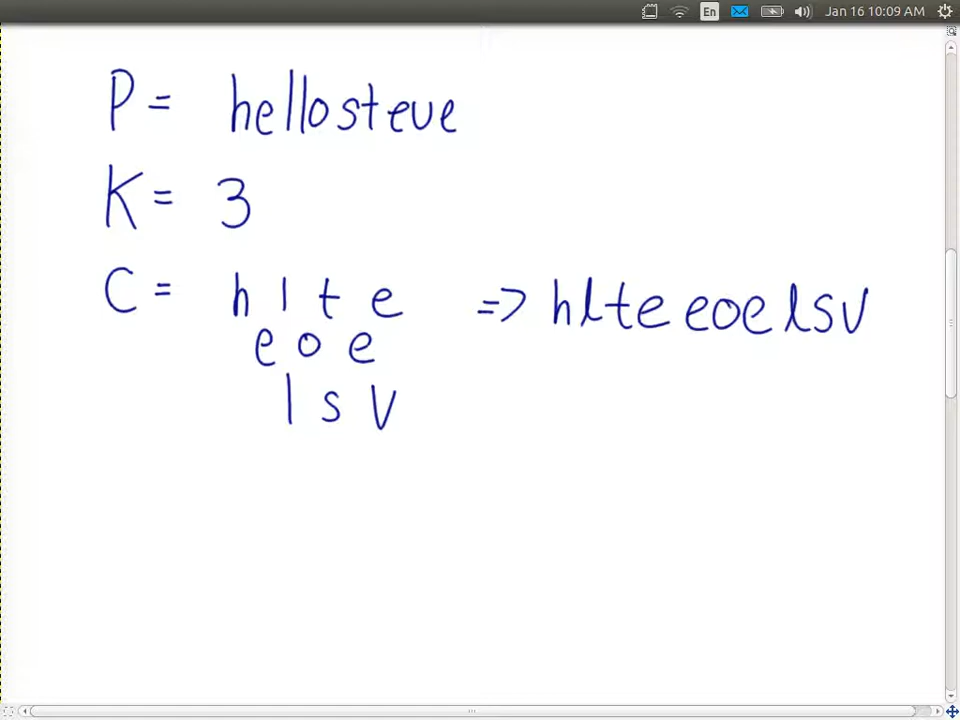 En Jan 16 10:09 AM
P = hellosteve
K = 3
C = h l t e => hlteeoelsv
e o e
l s v